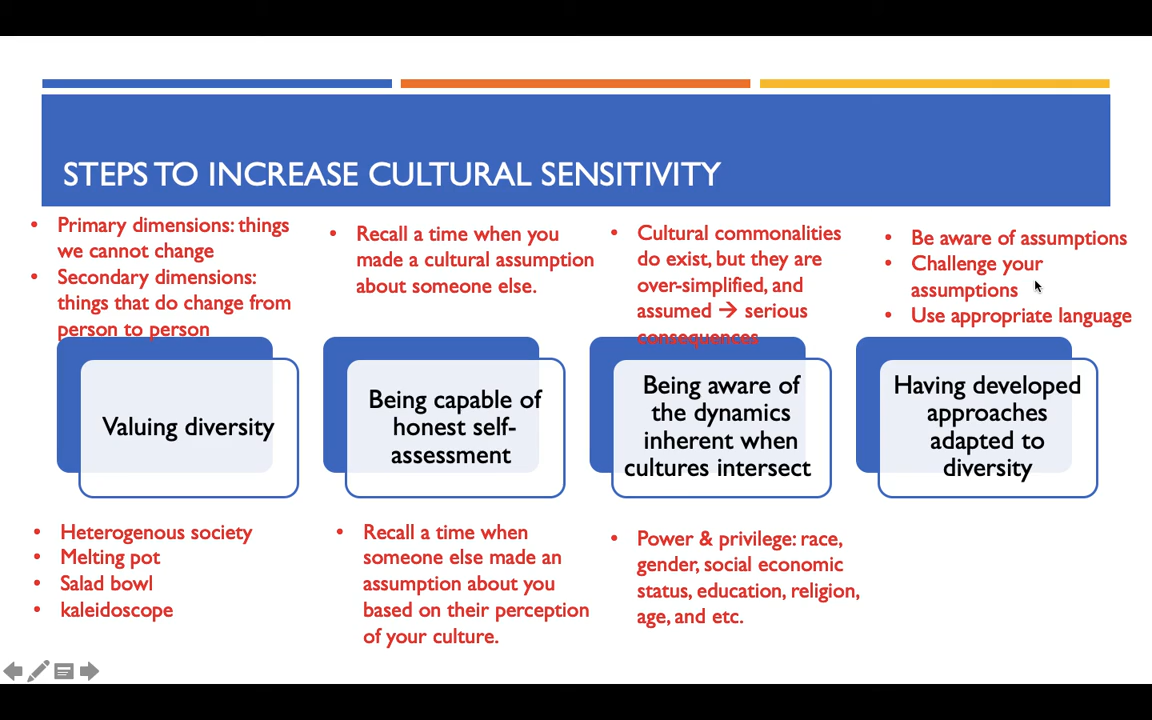 STEPS TO INCREASE CULTURAL SENSITIVITY
• Primary dimensions: things
we cannot change
• Secondary dimensions:
things that do change from
person to person
• Recall a time when you
made a cultural assumption
about someone else.
• Cultural commonalities
do exist, but they are
over-simplified, and
assumed → serious
consequences
• Be aware of assumptions
• Challenge your
assumptions
• Use appropriate language
Valuing diversity
Being capable of
honest self-
assessment
Being aware of
the dynamics
inherent when
cultures intersect
Having developed
approaches
adapted to
diversity
• Heterogenous society
• Melting pot
• Salad bowl
• kaleidoscope
• Recall a time when
someone else made an
assumption about you
based on their perception
of your culture.
• Power & privilege: race,
gender, social economic
status, education, religion,
age, and etc.